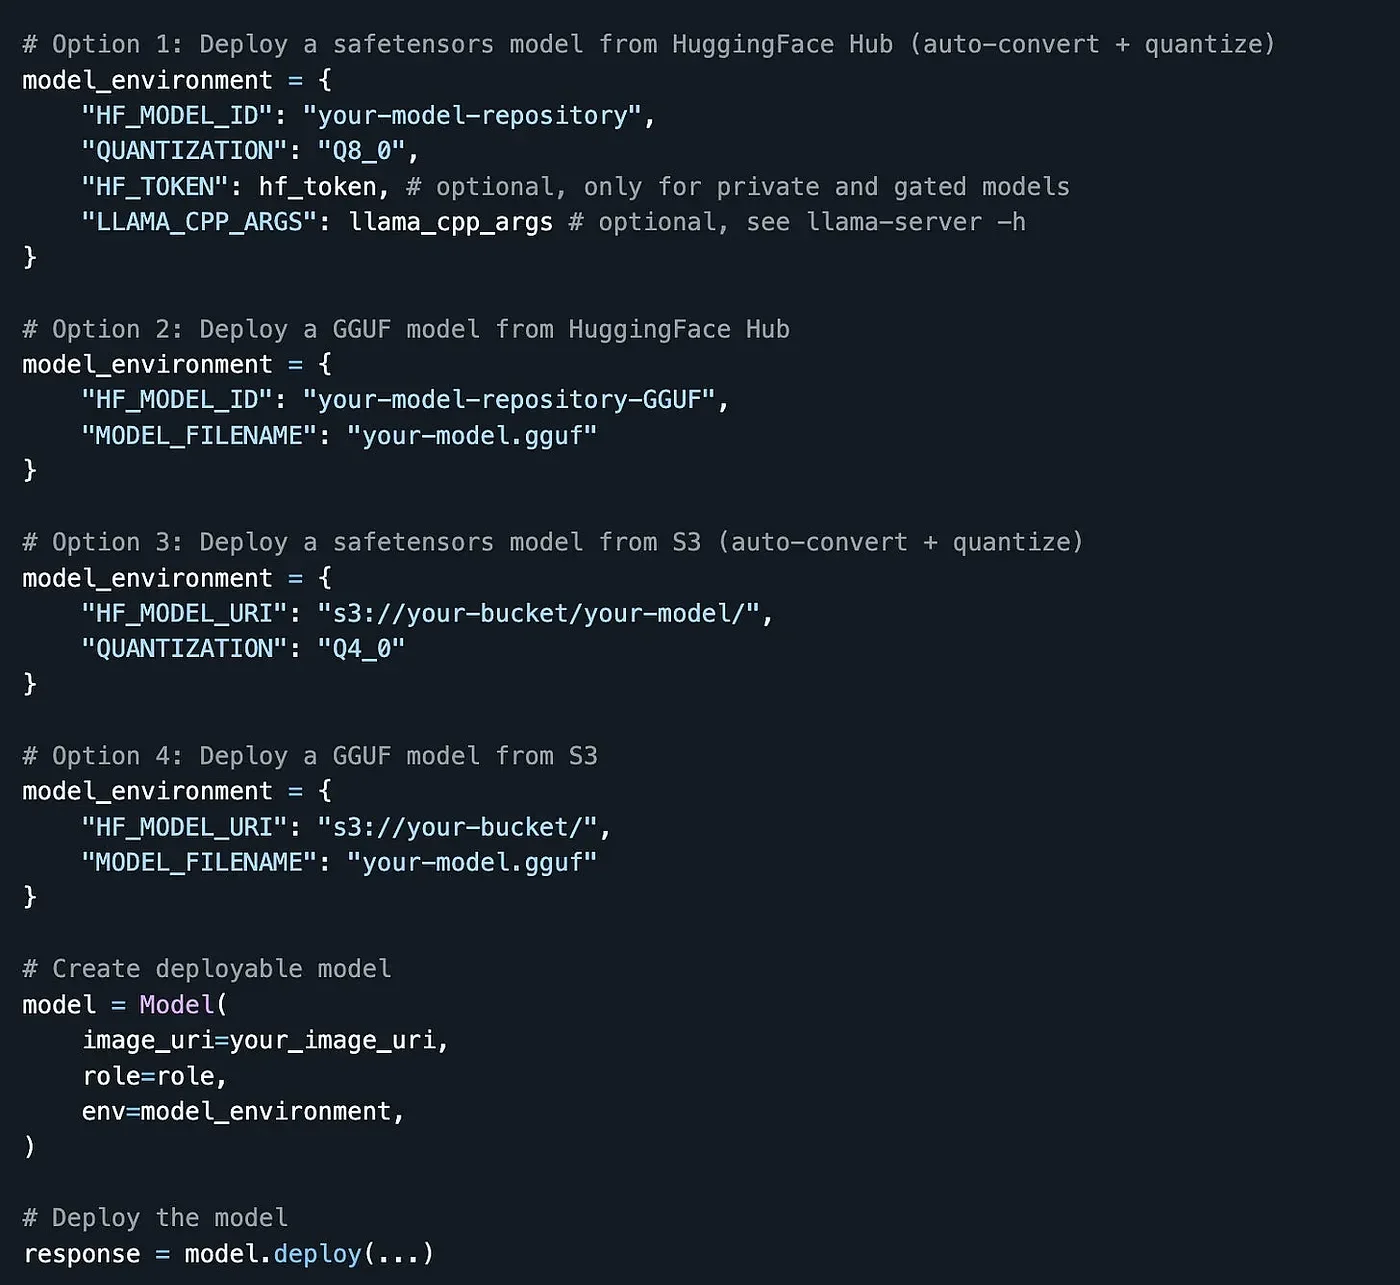 # Option 1: Deploy a safetensors model from HuggingFace Hub (auto-convert + quantize)
model_environment = {
    "HF_MODEL_ID": "your-model-repository",
    "QUANTIZATION": "Q8_0",
    "HF_TOKEN": hf_token, # optional, only for private and gated models
    "LLAMA_CPP_ARGS": llama_cpp_args # optional, see llama-server -h
}

# Option 2: Deploy a GGUF model from HuggingFace Hub
model_environment = {
    "HF_MODEL_ID": "your-model-repository-GGUF",
    "MODEL_FILENAME": "your-model.gguf"
}

# Option 3: Deploy a safetensors model from S3 (auto-convert + quantize)
model_environment = {
    "HF_MODEL_URI": "s3://your-bucket/your-model/",
    "QUANTIZATION": "Q4_0"
}

# Option 4: Deploy a GGUF model from S3
model_environment = {
    "HF_MODEL_URI": "s3://your-bucket/",
    "MODEL_FILENAME": "your-model.gguf"
}

# Create deployable model
model = Model(
    image_uri=your_image_uri,
    role=role,
    env=model_environment,
)

# Deploy the model
response = model.deploy(...)